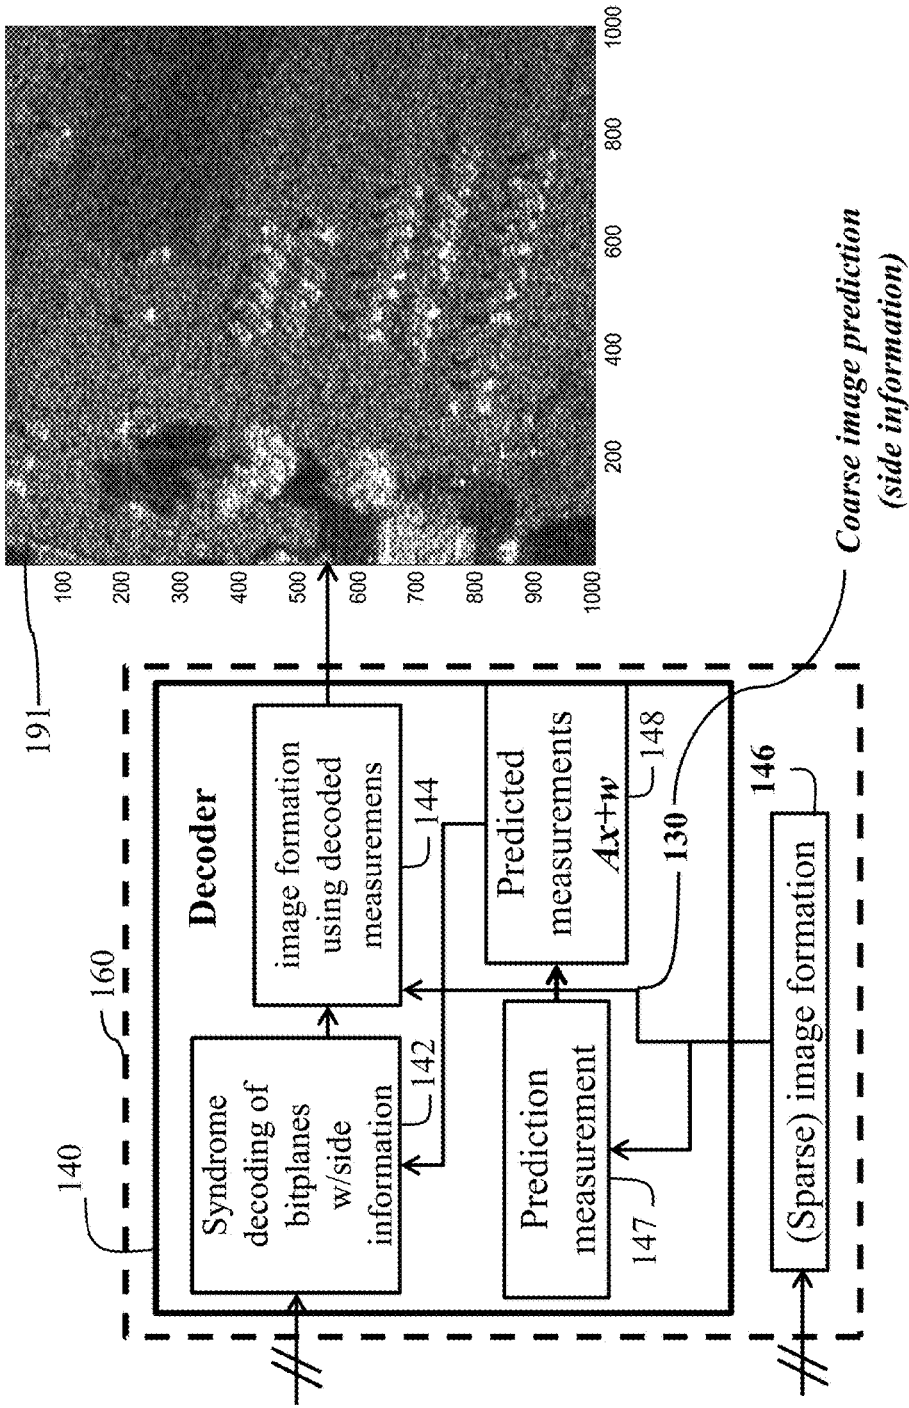 140
160
Decoder
Syndrome
decoding of
bitplanes
w/side
information
142
image formation
using decoded
measuremens
144
Prediction
measurement
147
Predicted
measurements
Ax+w
148
130
(Sparse) image formation
146
Coarse image prediction
(side information)
191
100
200
300
400
500
600
700
800
900
1000
200
400
600
800
1000